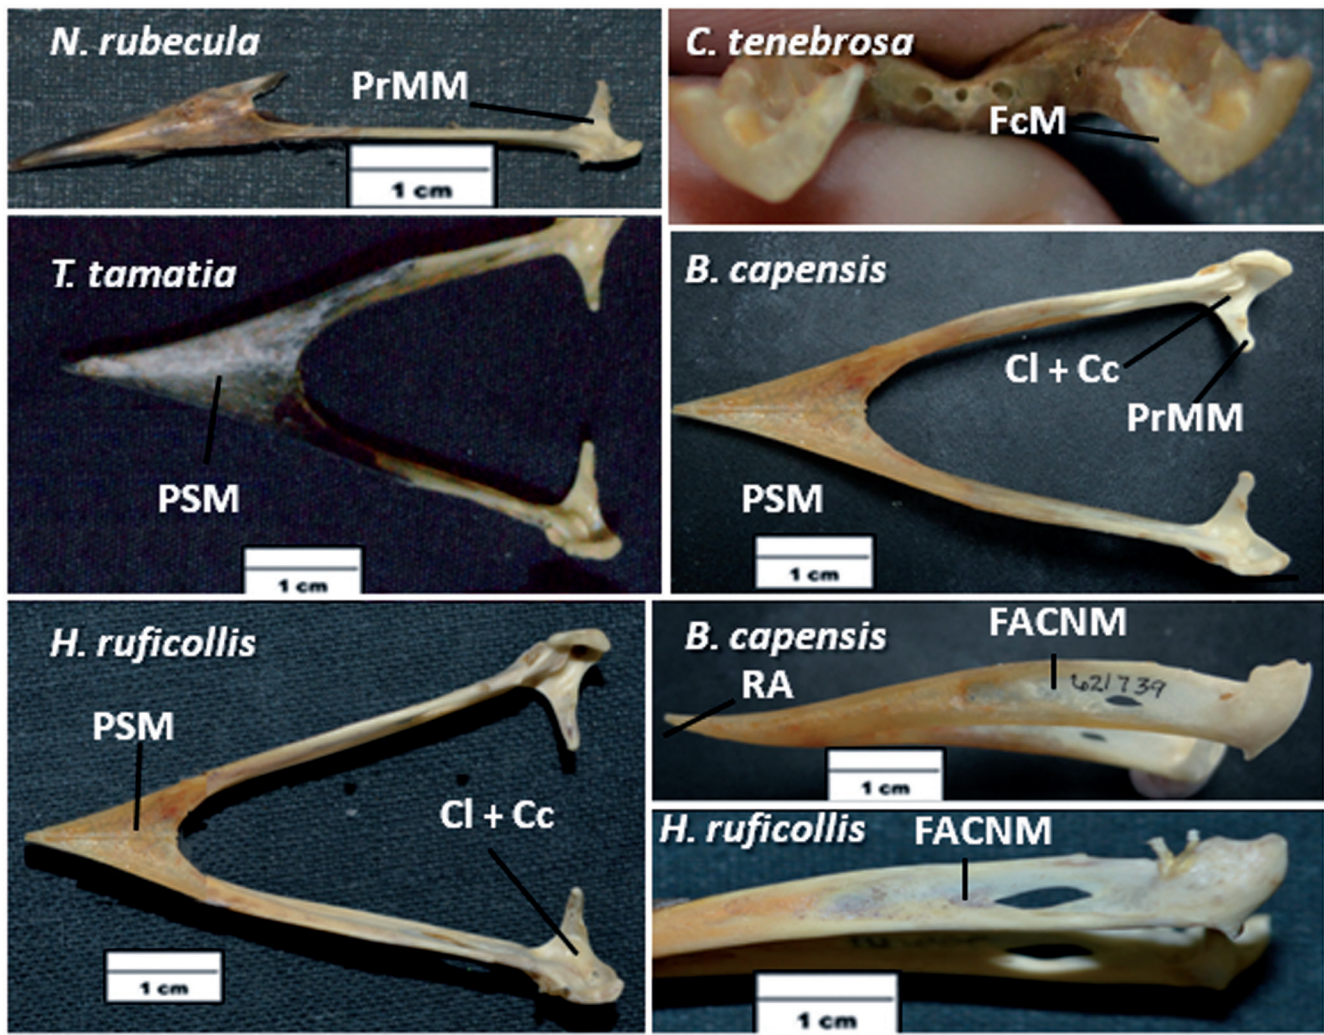 N. rubecula
PrMM
1 cm
C. tenebrosa
FcM
T. tamatia
PSM
1 cm
B. capensis
Cl + Cc
PrMM
PSM
1 cm
H. ruficollis
PSM
Cl + Cc
1 cm
B. capensis
FACNM
RA
621739
1 cm
H. ruficollis
FACNM
1 cm